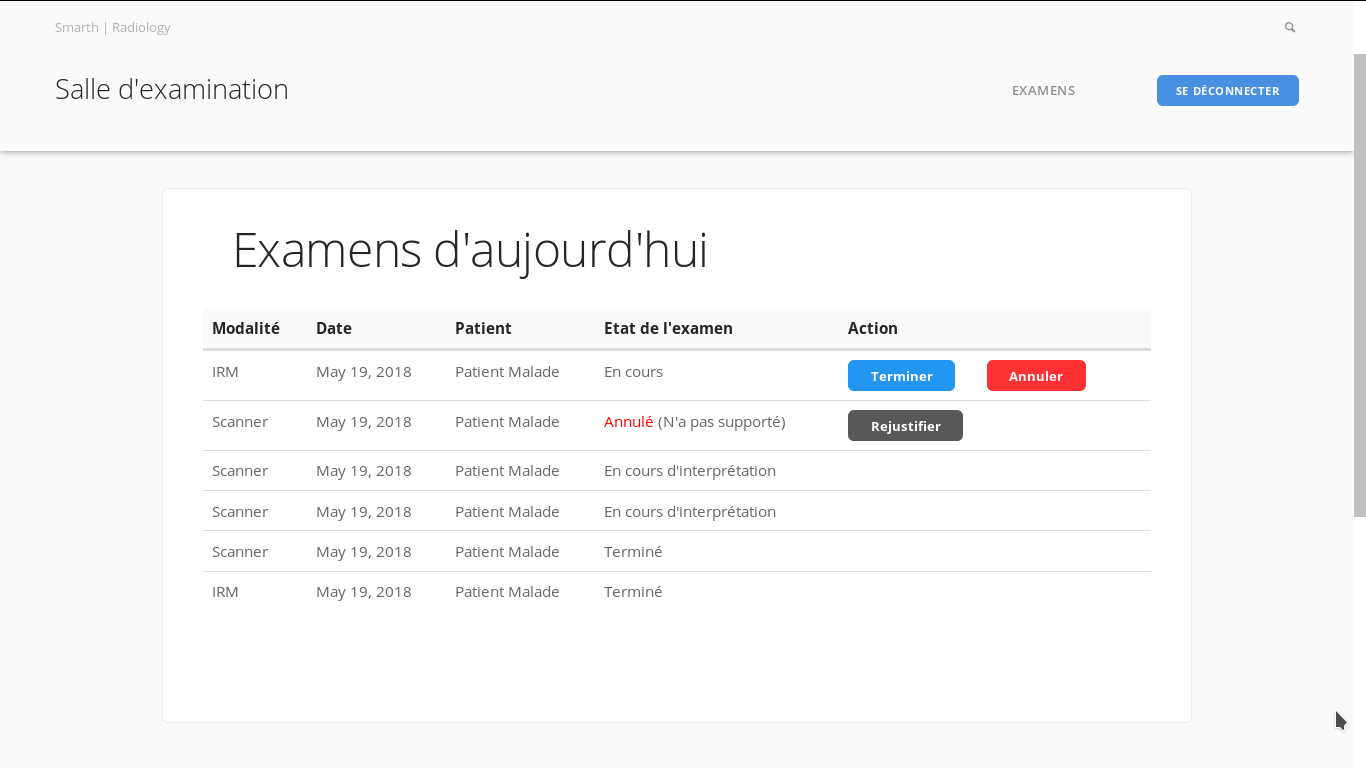 Smarth | Radiology
Salle d'examination
EXAMENS
SE DÉCONNECTER
Examens d'aujourd'hui
Modalité Date Patient Etat de l'examen Action
IRM May 19, 2018 Patient Malade En cours Terminer Annuler
Scanner May 19, 2018 Patient Malade Annulé (N'a pas supporté) Rejustifier
Scanner May 19, 2018 Patient Malade En cours d'interprétation
Scanner May 19, 2018 Patient Malade En cours d'interprétation
Scanner May 19, 2018 Patient Malade Terminé
IRM May 19, 2018 Patient Malade Terminé